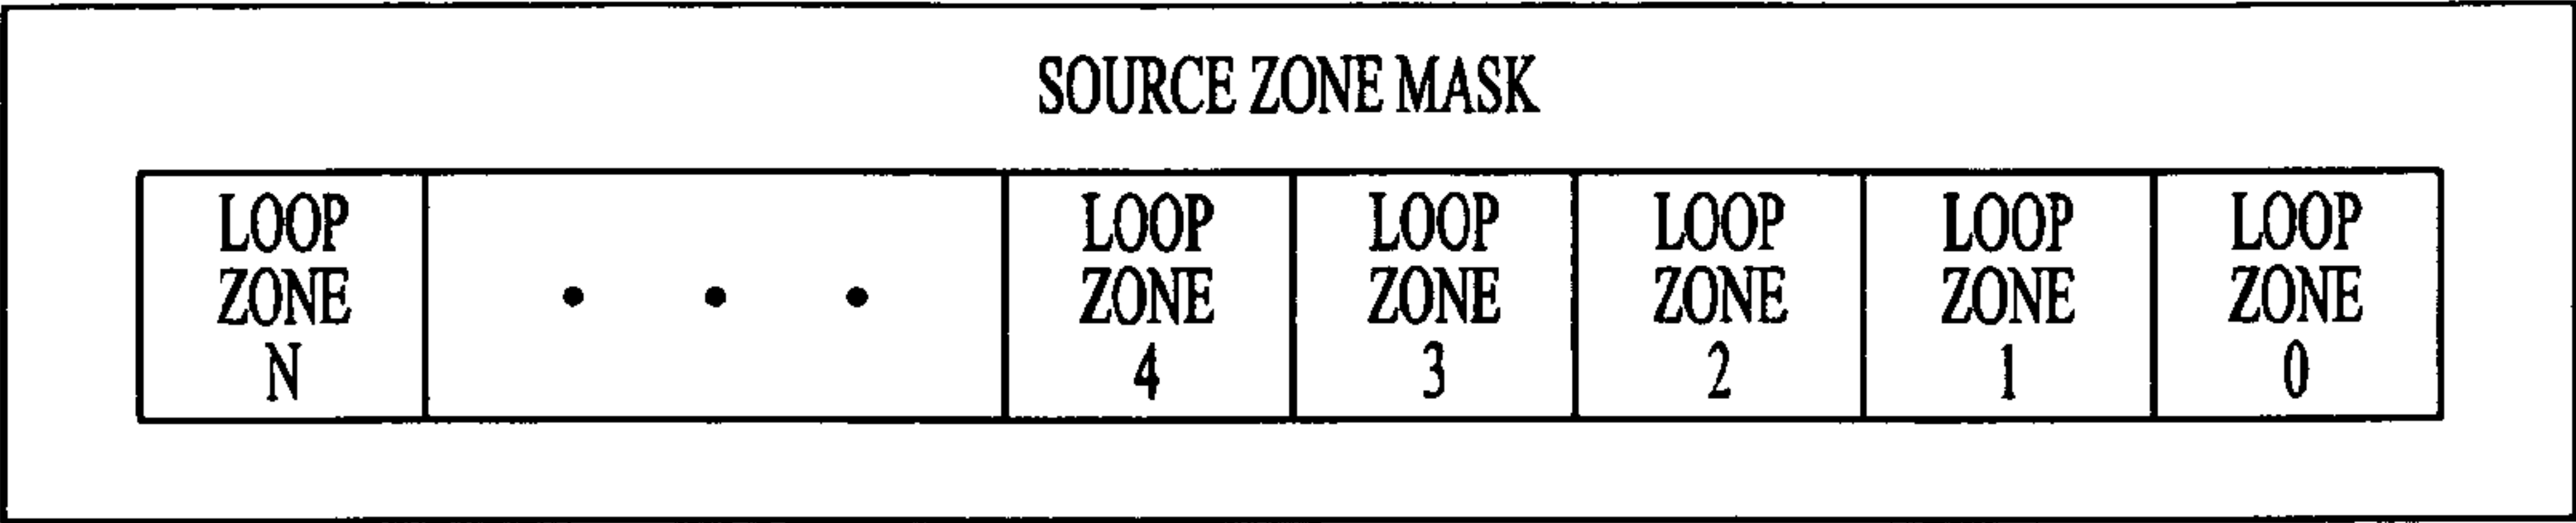 SOURCE ZONE MASK
LOOP ZONE N
• • •
LOOP ZONE 4
LOOP ZONE 3
LOOP ZONE 2
LOOP ZONE 1
LOOP ZONE 0